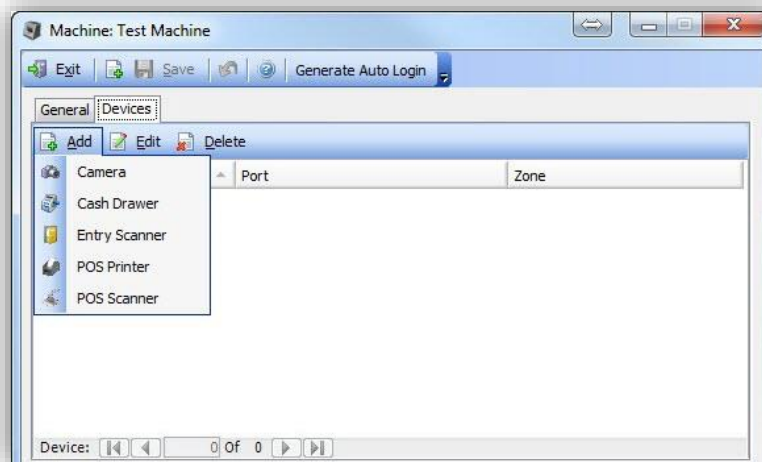 Machine: Test Machine
Exit Save Generate Auto Login
General Devices
Add Edit Delete
Camera Port Zone
Cash Drawer
Entry Scanner
POS Printer
POS Scanner
Device: 0 Of 0